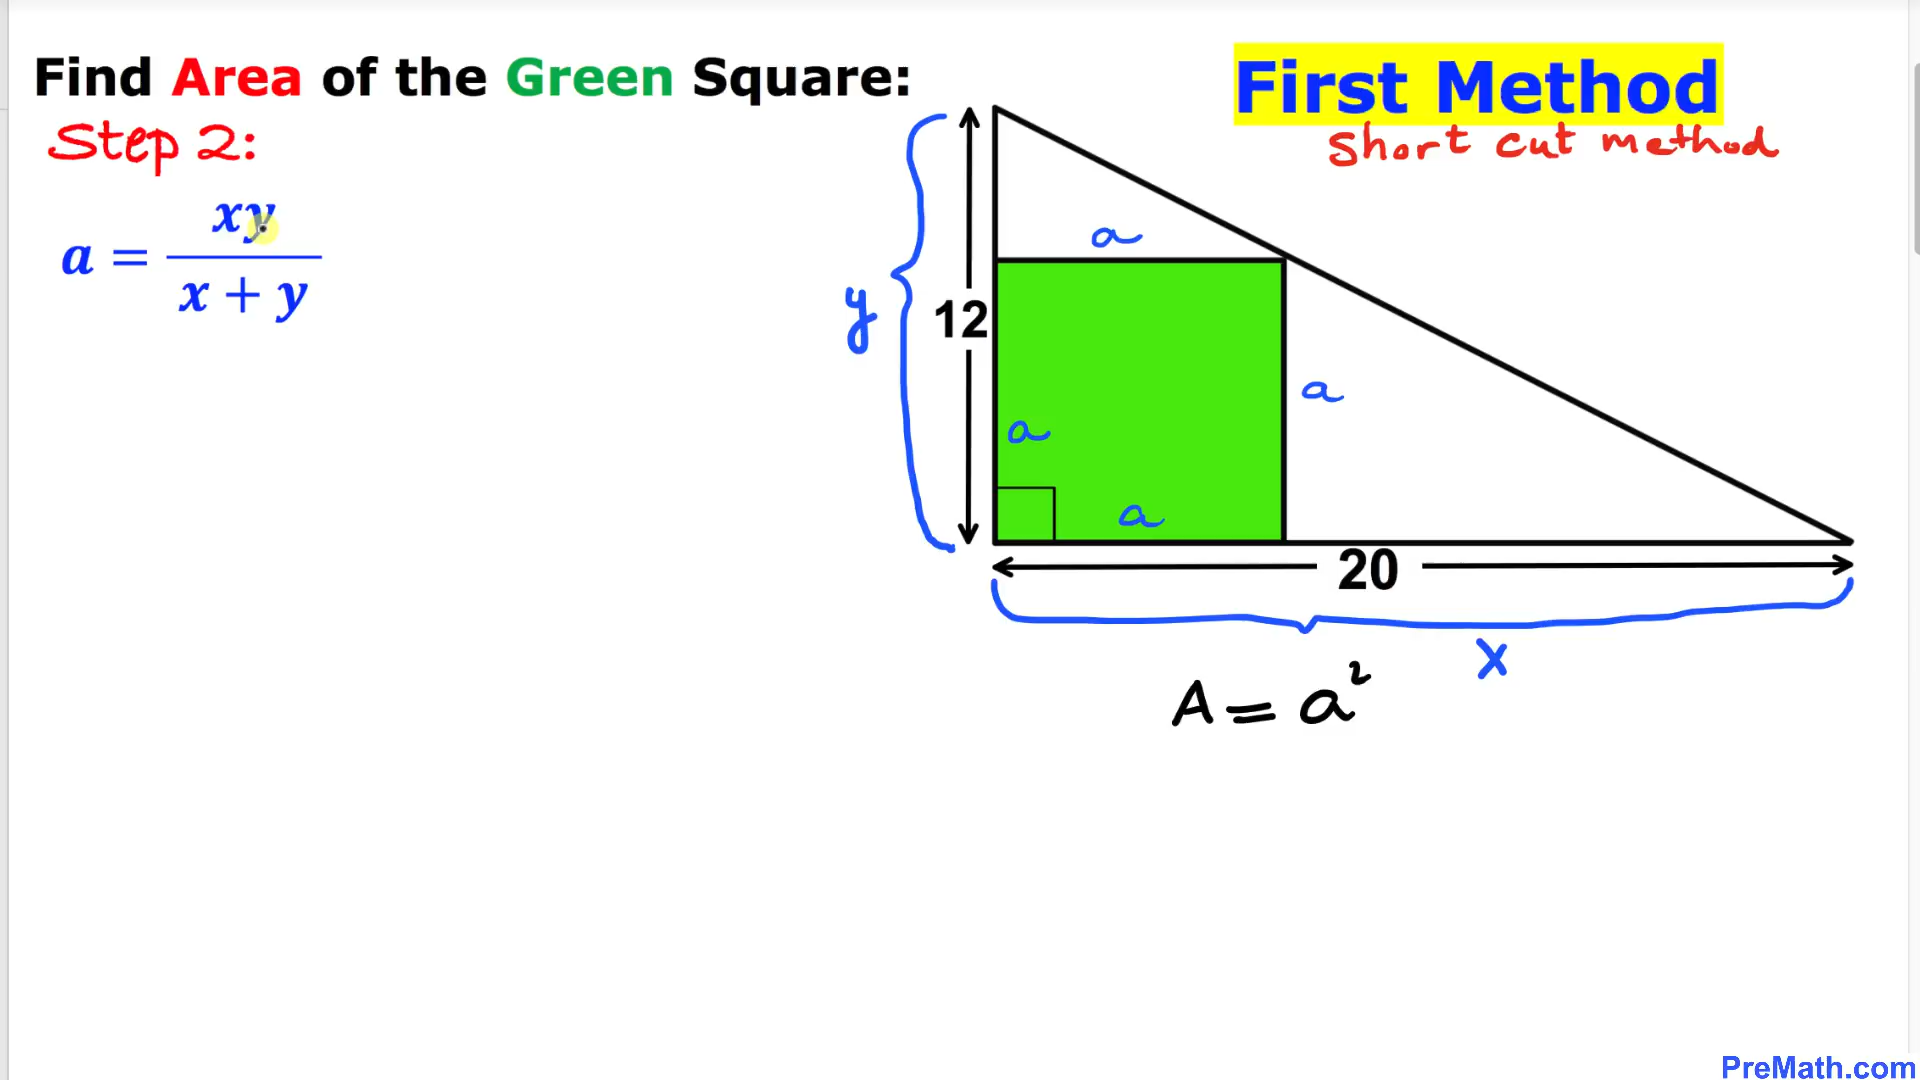 Find Area of the Green Square:
First Method
Short cut method
Step 2:
a = xy / x + y
y
12
a
a
a
a
20
x
A = a²
PreMath.com